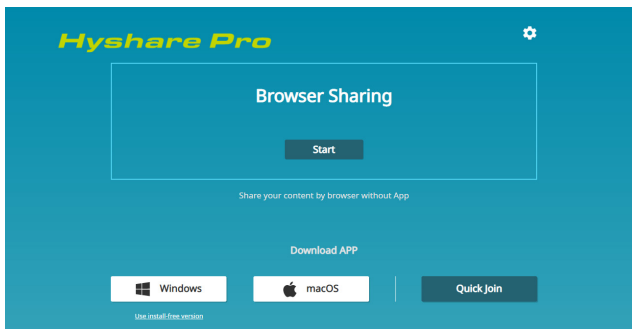 Hyshare Pro
Browser Sharing
Start
Share your content by browser without App
Download APP
Windows
macOS
Quick Join
Use install-free version